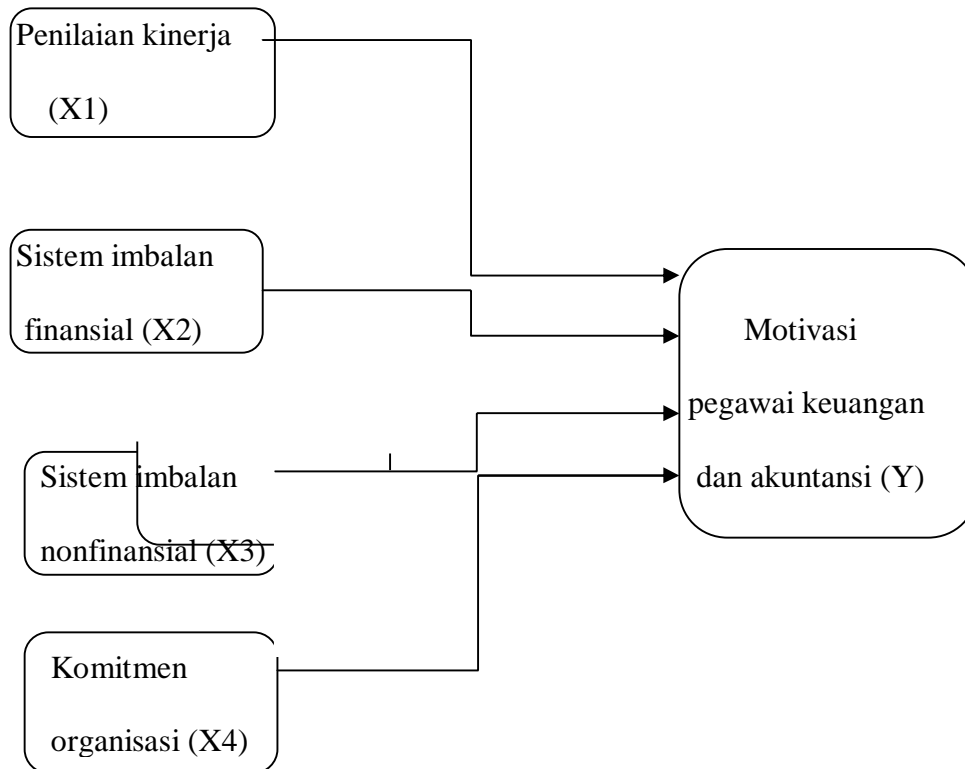 Penilaian kinerja
(X1)
Sistem imbalan
finansial (X2)
Sistem imbalan
nonfinansial (X3)
Komitmen
organisasi (X4)
Motivasi
pegawai keuangan
dan akuntansi (Y)